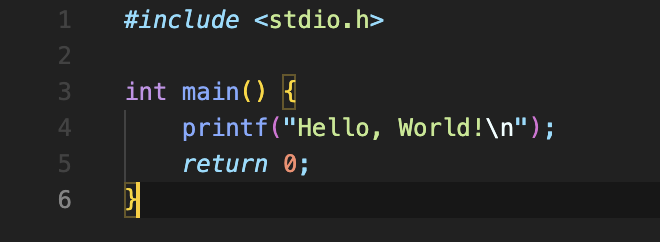 1 #include <stdio.h>
2
3 int main() {
4     printf("Hello, World!\n");
5     return 0;
6 }